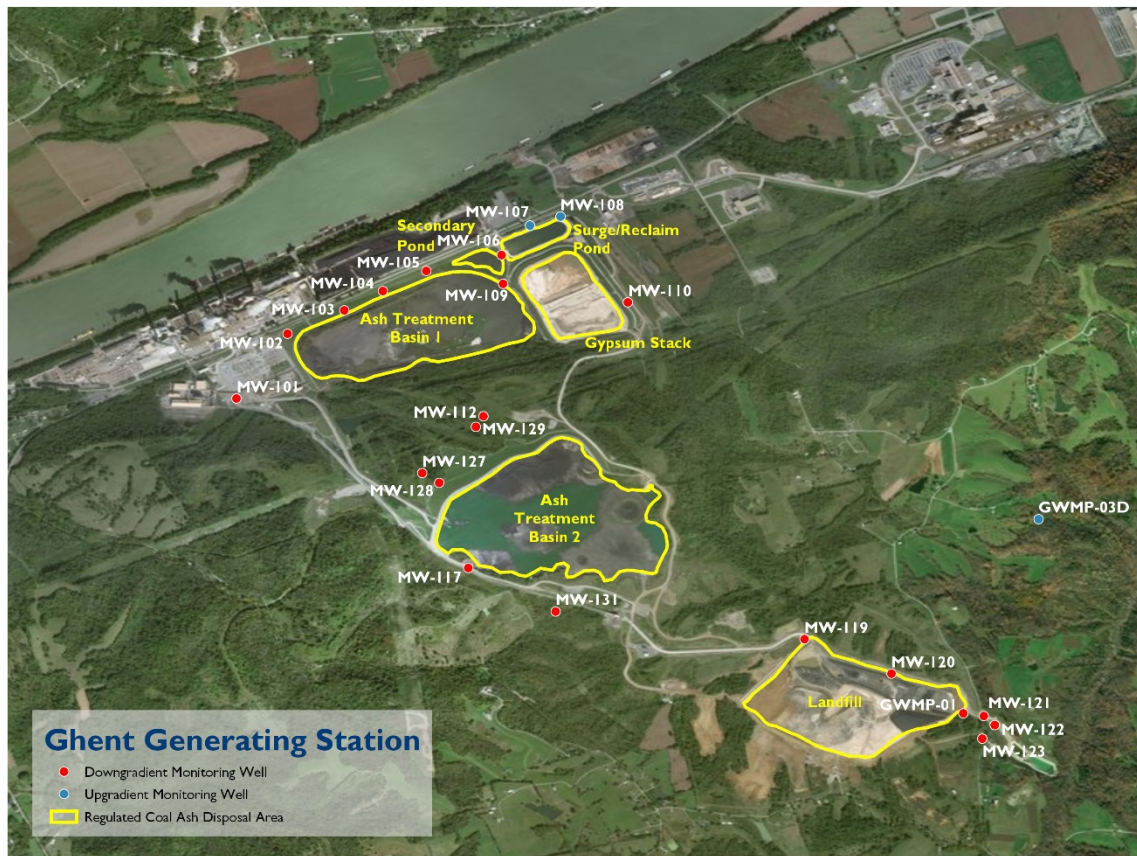 MW-107
MW-108
Secondary
Pond
MW-106
Surge/Reclaim
Pond
MW-105
MW-104
MW-109
MW-110
MW-103
Ash Treatment
Basin 1
MW-102
Gypsum Stack
MW-101
MW-112
MW-129
MW-127
MW-128
Ash
Treatment
Basin 2
GWMP-03D
MW-117
MW-131
MW-119
MW-120
Landfill
GWMP-01
MW-121
MW-122
MW-123
Ghent Generating Station
Downgradient Monitoring Well
Upgradient Monitoring Well
Regulated Coal Ash Disposal Area